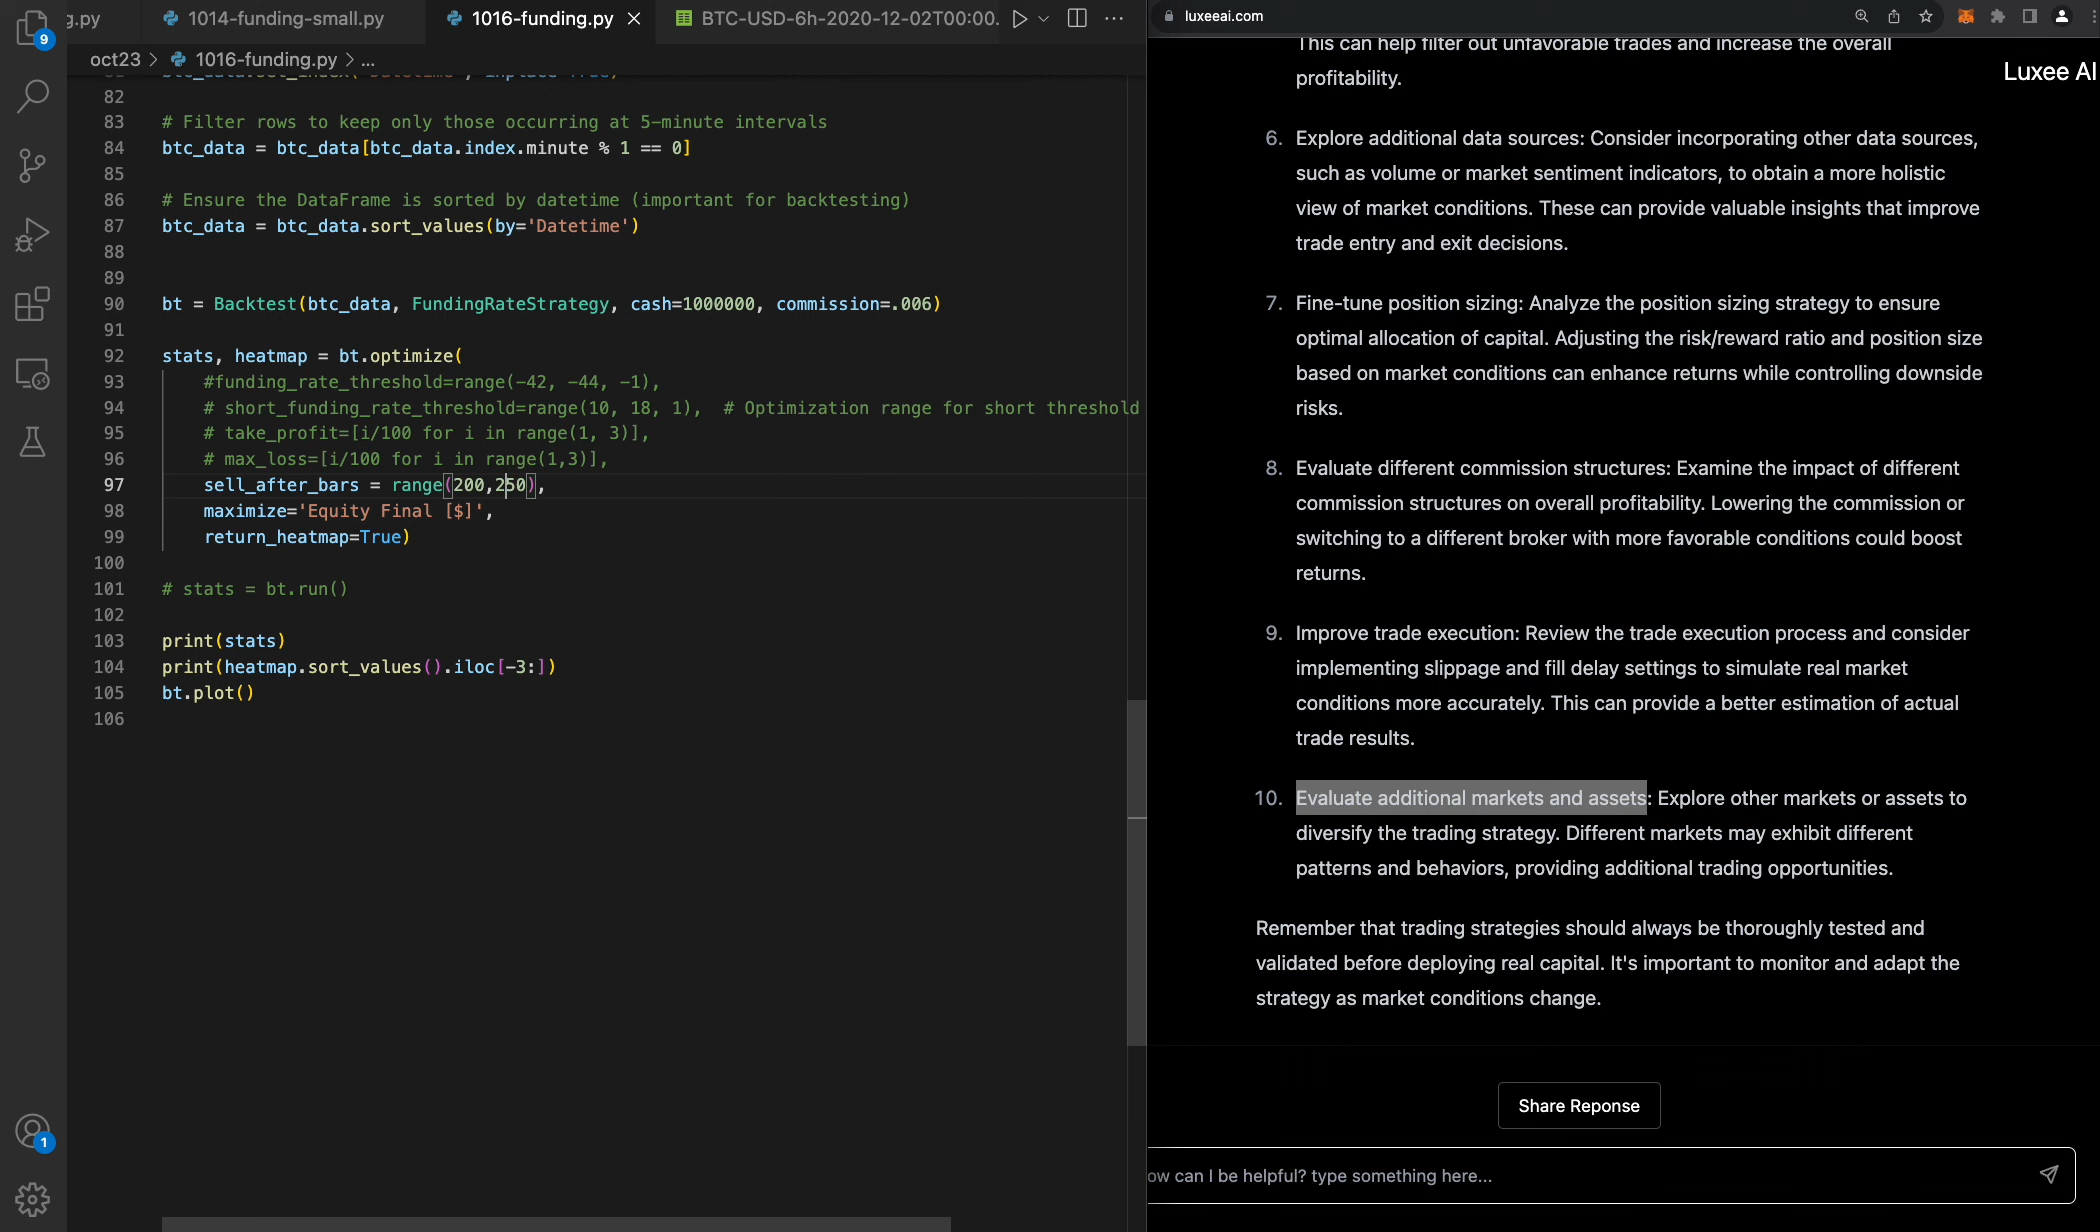 9
g.py
1014-funding-small.py
1016-funding.py
BTC-USD-6h-2020-12-02T00:00.
oct23 > 1016-funding.py > ...
82
83 # Filter rows to keep only those occurring at 5-minute intervals
84 btc_data = btc_data[btc_data.index.minute % 1 == 0]
85
86 # Ensure the DataFrame is sorted by datetime (important for backtesting)
87 btc_data = btc_data.sort_values(by='Datetime')
88
89
90 bt = Backtest(btc_data, FundingRateStrategy, cash=1000000, commission=.006)
91
92 stats, heatmap = bt.optimize(
93 #funding_rate_threshold=range(-42, -44, -1),
94 # short_funding_rate_threshold=range(10, 18, 1), # Optimization range for short threshold
95 # take_profit=[i/100 for i in range(1, 3)],
96 # max_loss=[i/100 for i in range(1,3)],
97 sell_after_bars = range(200,250),
98 maximize='Equity Final [$]',
99 return_heatmap=True)
100
101 # stats = bt.run()
102
103 print(stats)
104 print(heatmap.sort_values().iloc[-3:])
105 bt.plot()
106
1
luxeeai.com
Luxee AI
This can help filter out unfavorable trades and increase the overall
profitability.
6. Explore additional data sources: Consider incorporating other data sources,
such as volume or market sentiment indicators, to obtain a more holistic
view of market conditions. These can provide valuable insights that improve
trade entry and exit decisions.
7. Fine-tune position sizing: Analyze the position sizing strategy to ensure
optimal allocation of capital. Adjusting the risk/reward ratio and position size
based on market conditions can enhance returns while controlling downside
risks.
8. Evaluate different commission structures: Examine the impact of different
commission structures on overall profitability. Lowering the commission or
switching to a different broker with more favorable conditions could boost
returns.
9. Improve trade execution: Review the trade execution process and consider
implementing slippage and fill delay settings to simulate real market
conditions more accurately. This can provide a better estimation of actual
trade results.
10. Evaluate additional markets and assets: Explore other markets or assets to
diversify the trading strategy. Different markets may exhibit different
patterns and behaviors, providing additional trading opportunities.
Remember that trading strategies should always be thoroughly tested and
validated before deploying real capital. It's important to monitor and adapt the
strategy as market conditions change.
Share Reponse
ow can I be helpful? type something here...